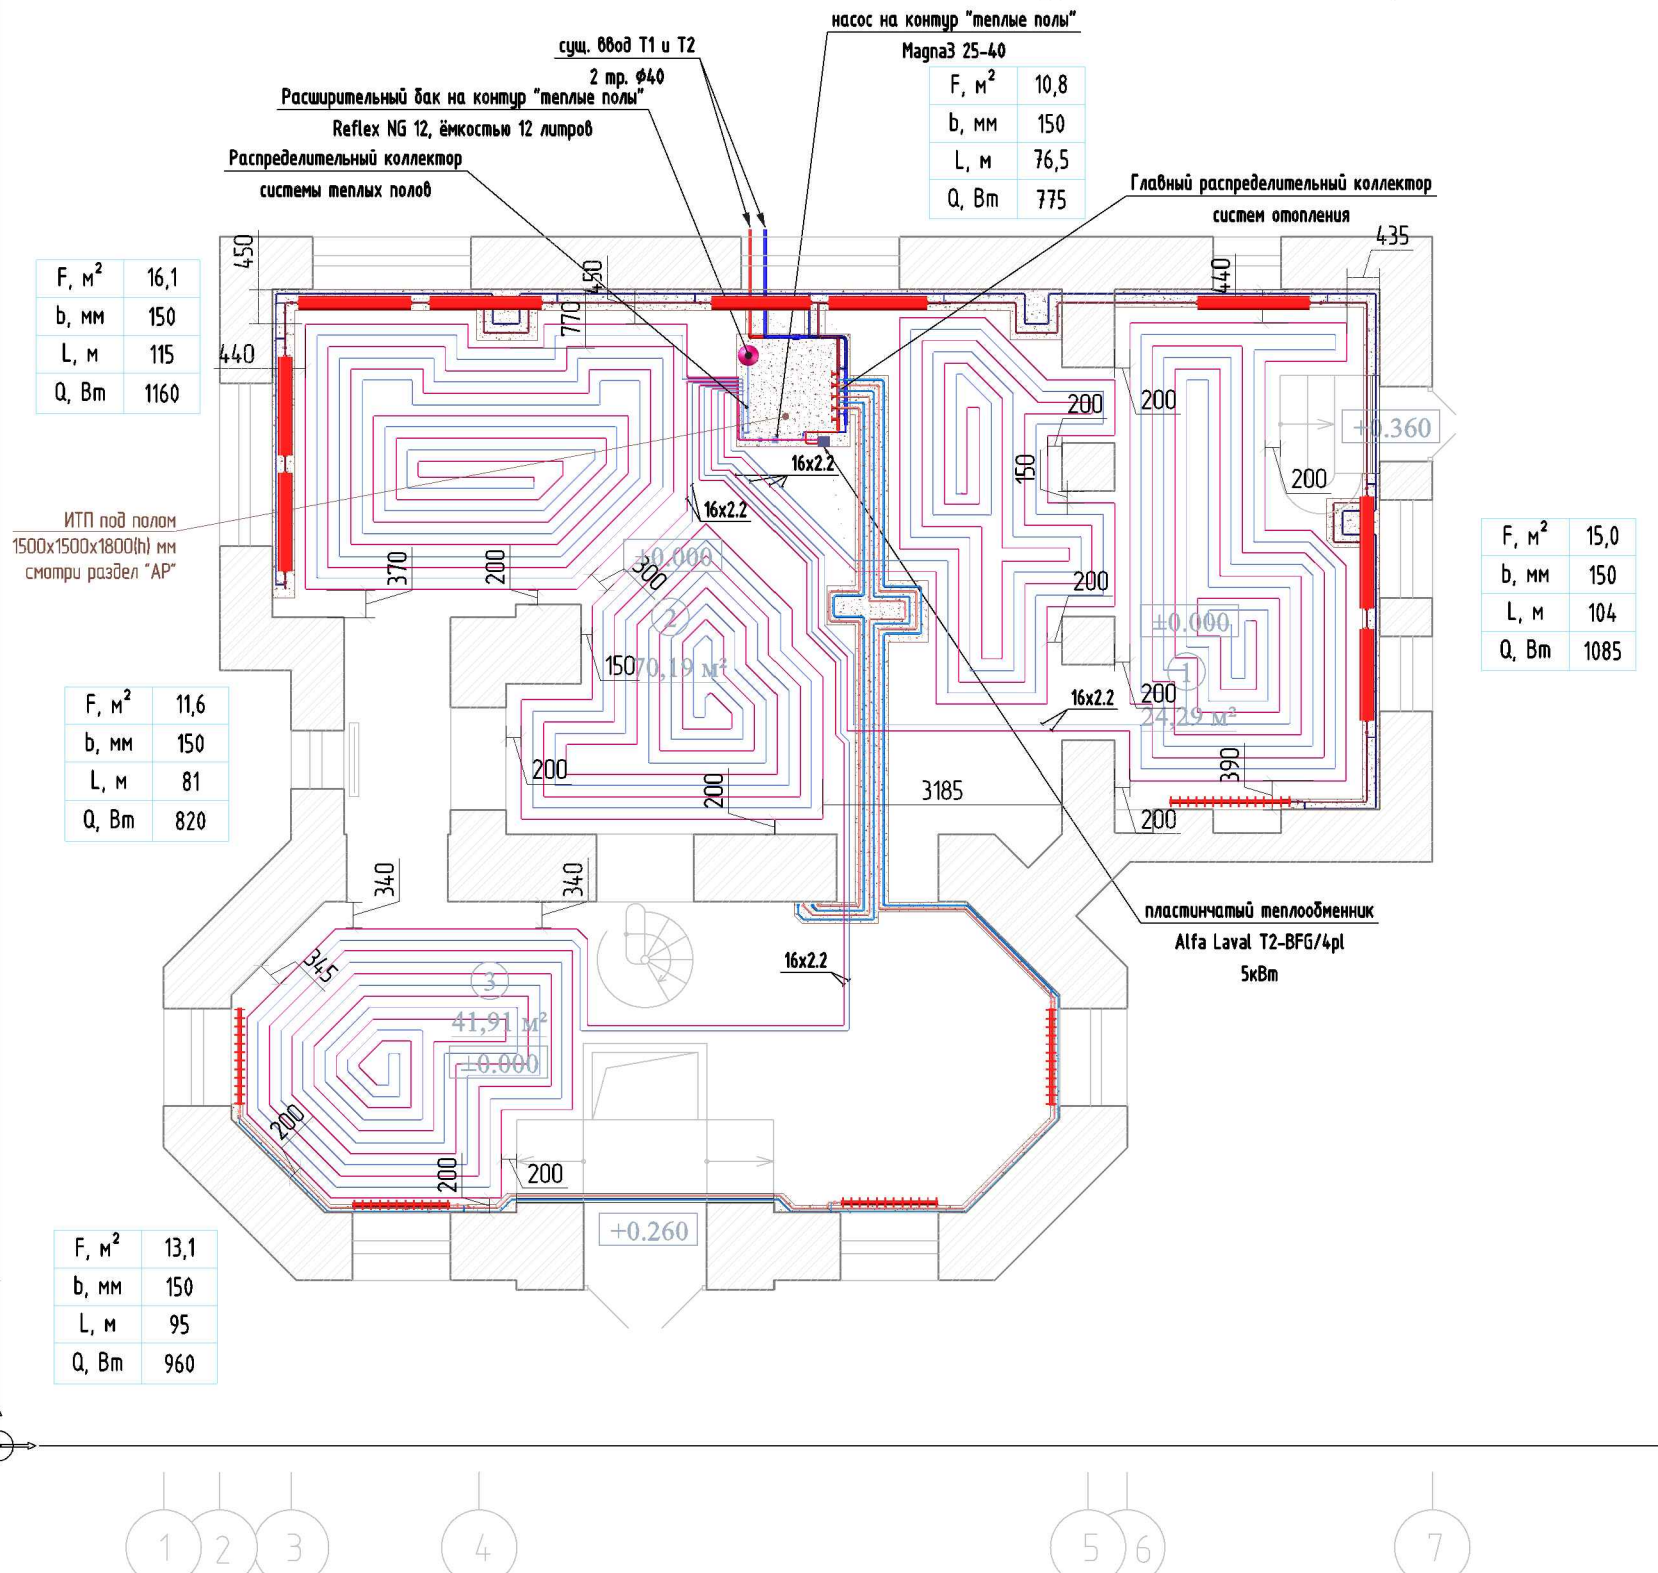 насос на контур "теплые полы"
Magna3 25-40
сущ. ввод Т1 и Т2
2 тр. ϕ40
Расширительный бак на контур "теплые полы"
Reflex NG 12, ёмкостью 12 литров
Распределительный коллектор
системы теплых полов
F, м² 10,8
b, мм 150
L, м 76,5
Q, Вт 775
Главный распределительный коллектор
систем отопления
435
450
450
440
770
F, м² 16,1
b, мм 150
L, м 115
Q, Вт 1160
440
200
200
+0.360
16x2.2
150
200
16x2.2
ИТП под полом
1500x1500x1800(h) мм
смотри раздел "АР"
F, м² 15,0
b, мм 150
L, м 104
Q, Вт 1085
370
200
300
±0.000
200
2
±0.000
150
70,19 м²
1
200
16x2.2
24,29 м²
F, м² 11,6
b, мм 150
L, м 81
Q, Вт 820
200
200
3185
390
200
340
340
пластинчатый теплообменник
Alfa Laval T2-BFG/4pl
5кВт
345
16x2.2
3
41,91 м²
±0.000
200
200
200
+0.260
F, м² 13,1
b, мм 150
L, м 95
Q, Вт 960
1
2
3
4
5
6
7